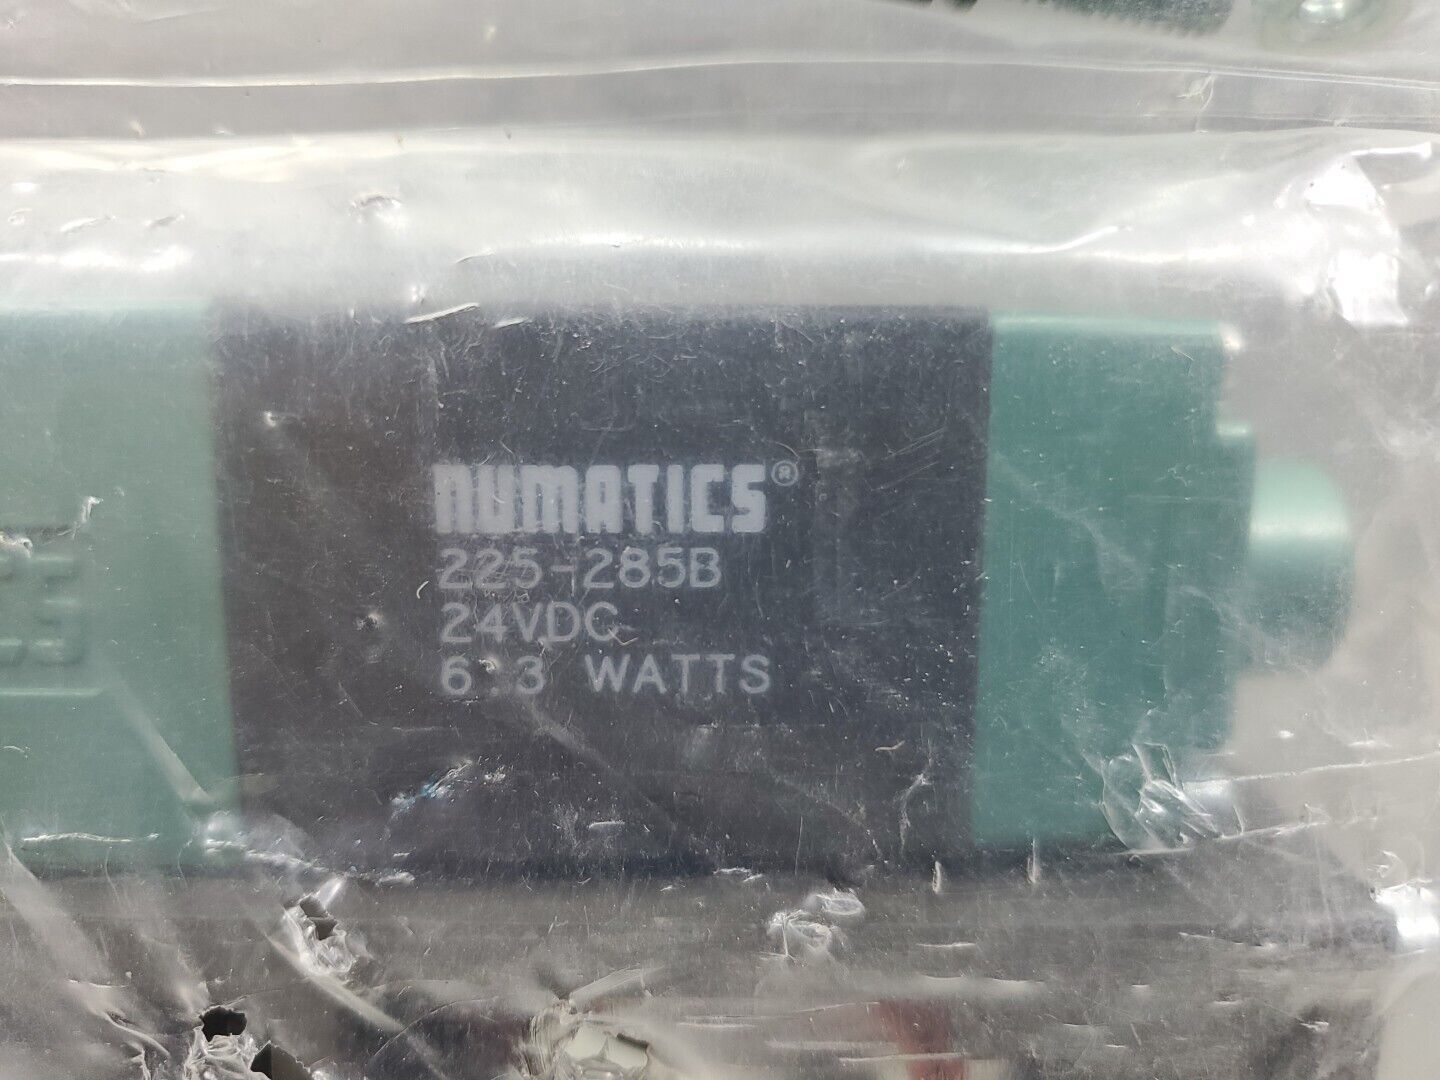 NUMATICS®
225-285B
24VDC
6.3 WATTS